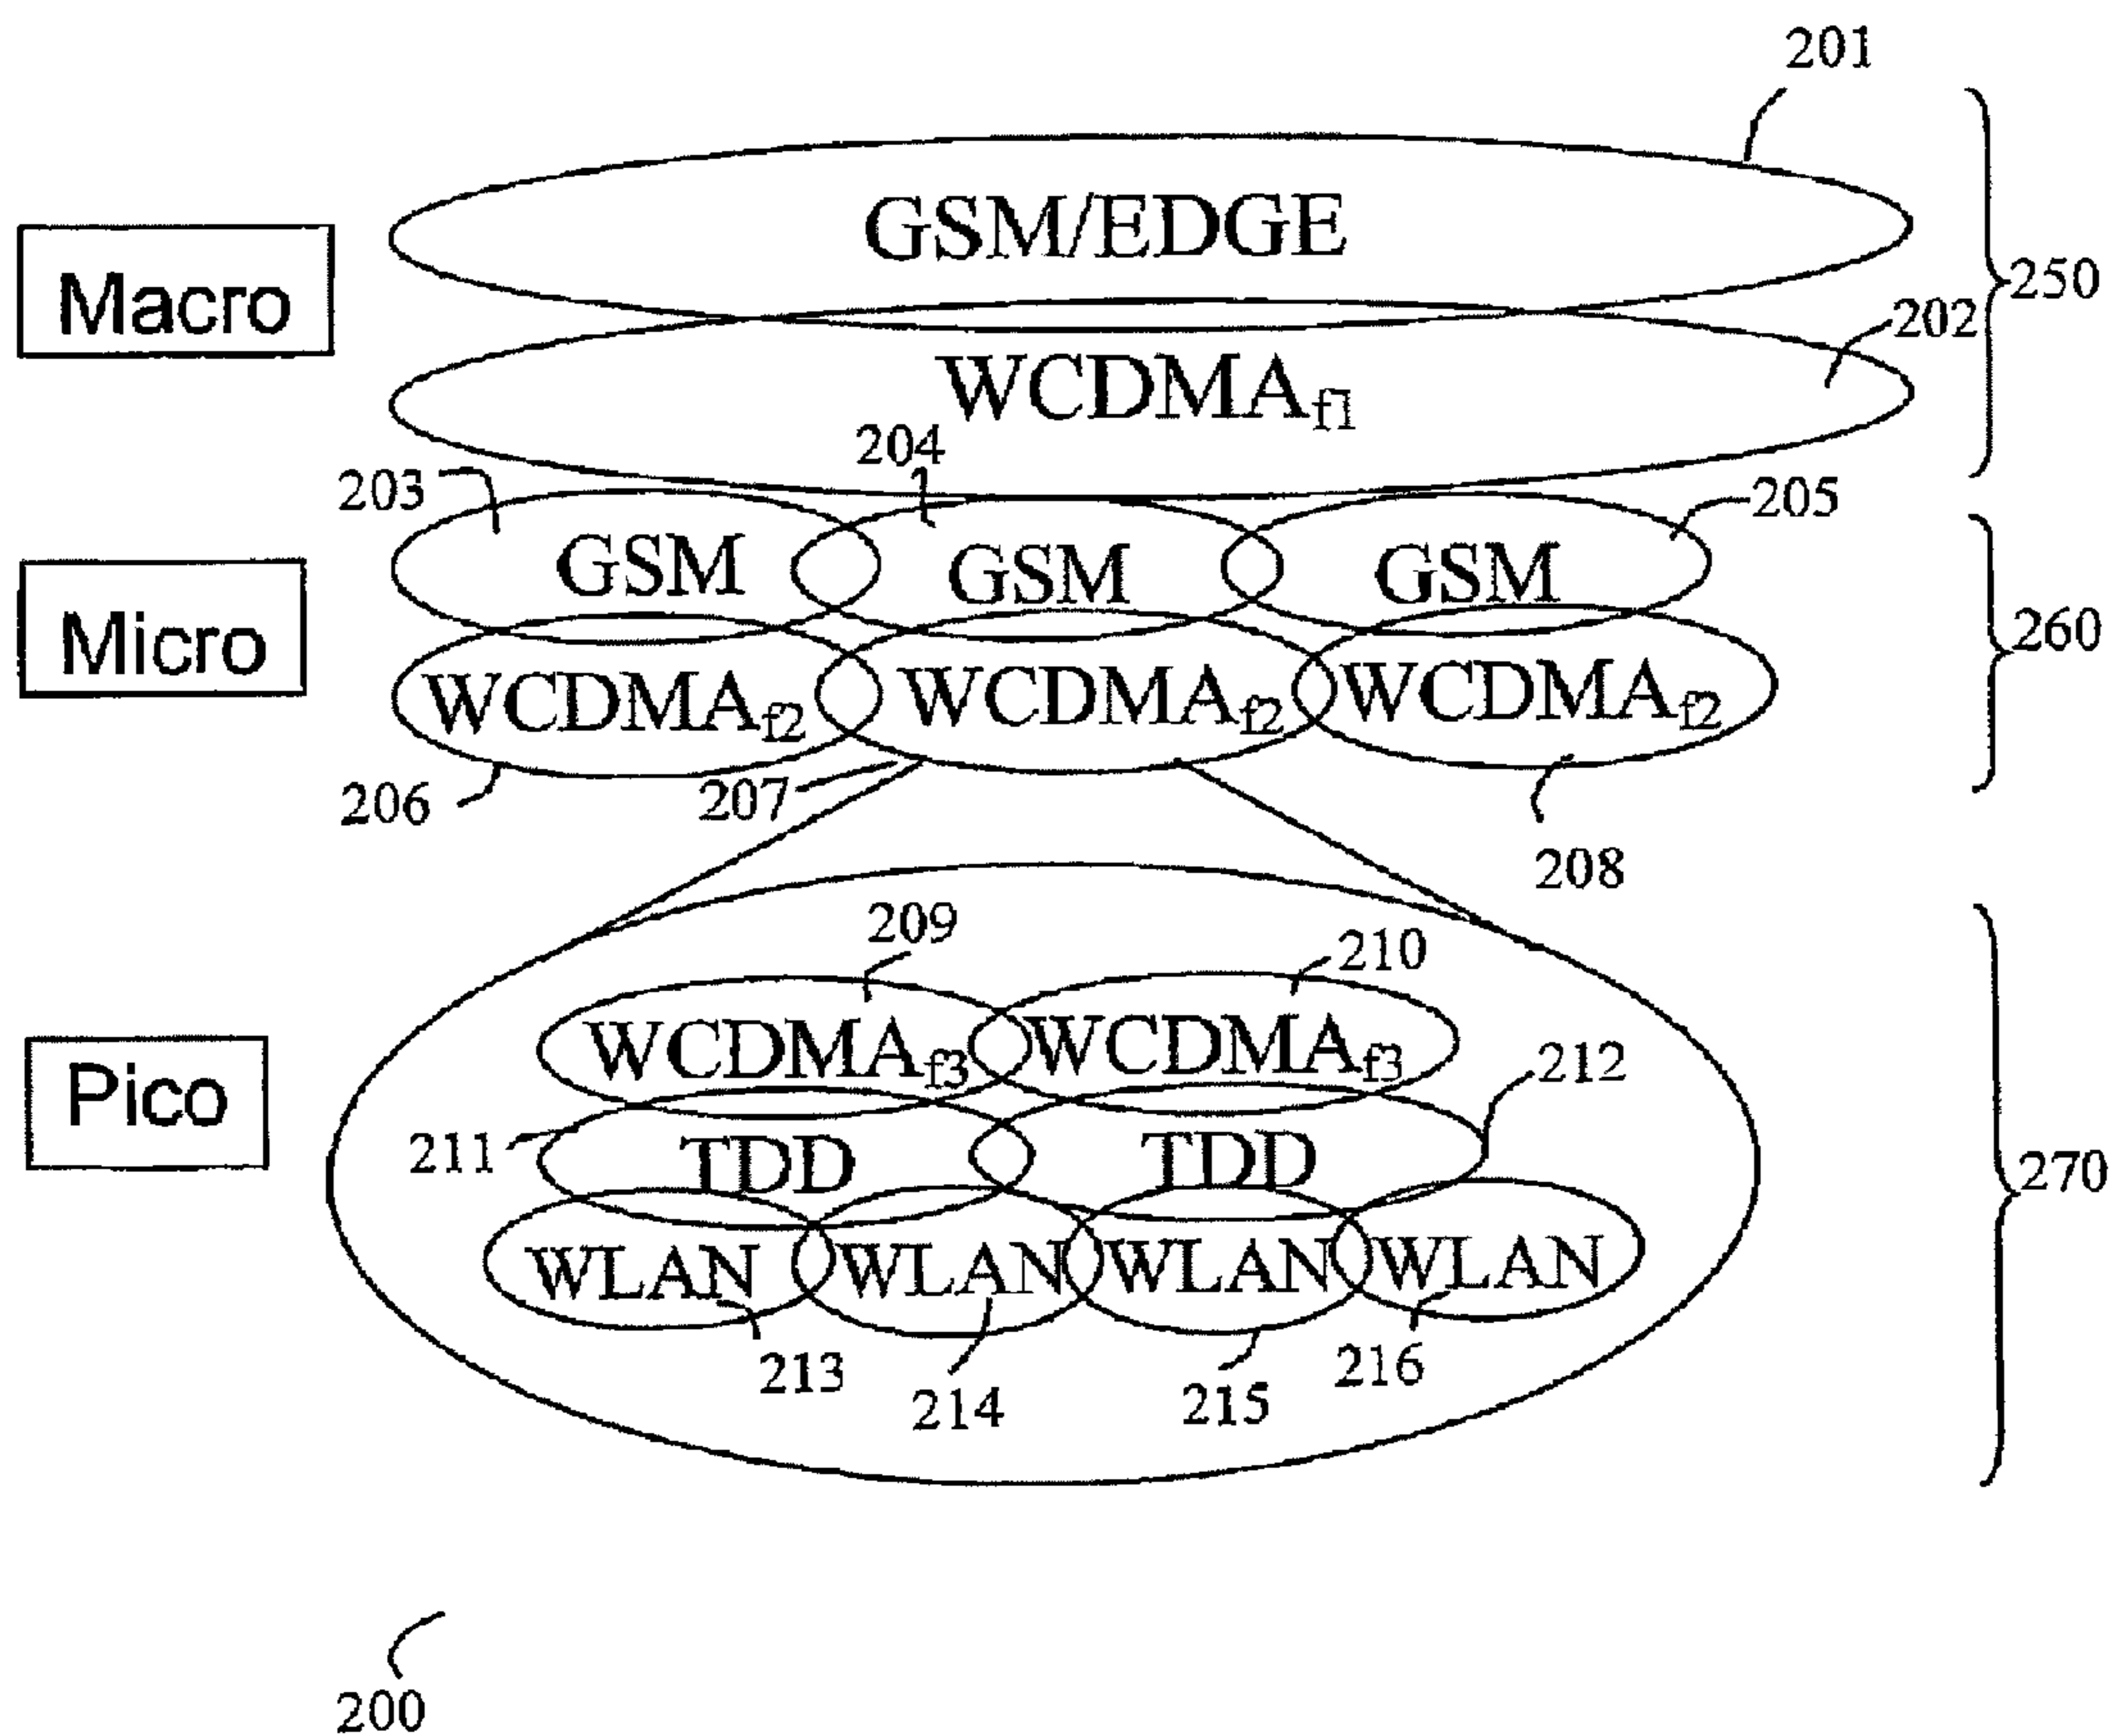 201
GSM/EDGE
Macro
250
202
WCDMAf1
204
203
205
GSM
GSM
GSM
Micro
260
WCDMAf2
WCDMAf2
WCDMAf2
206
207
208
209
210
WCDMAf3
WCDMAf3
212
Pico
211
TDD
TDD
270
WLAN
WLAN
WLAN
WLAN
213
214
215
216
200